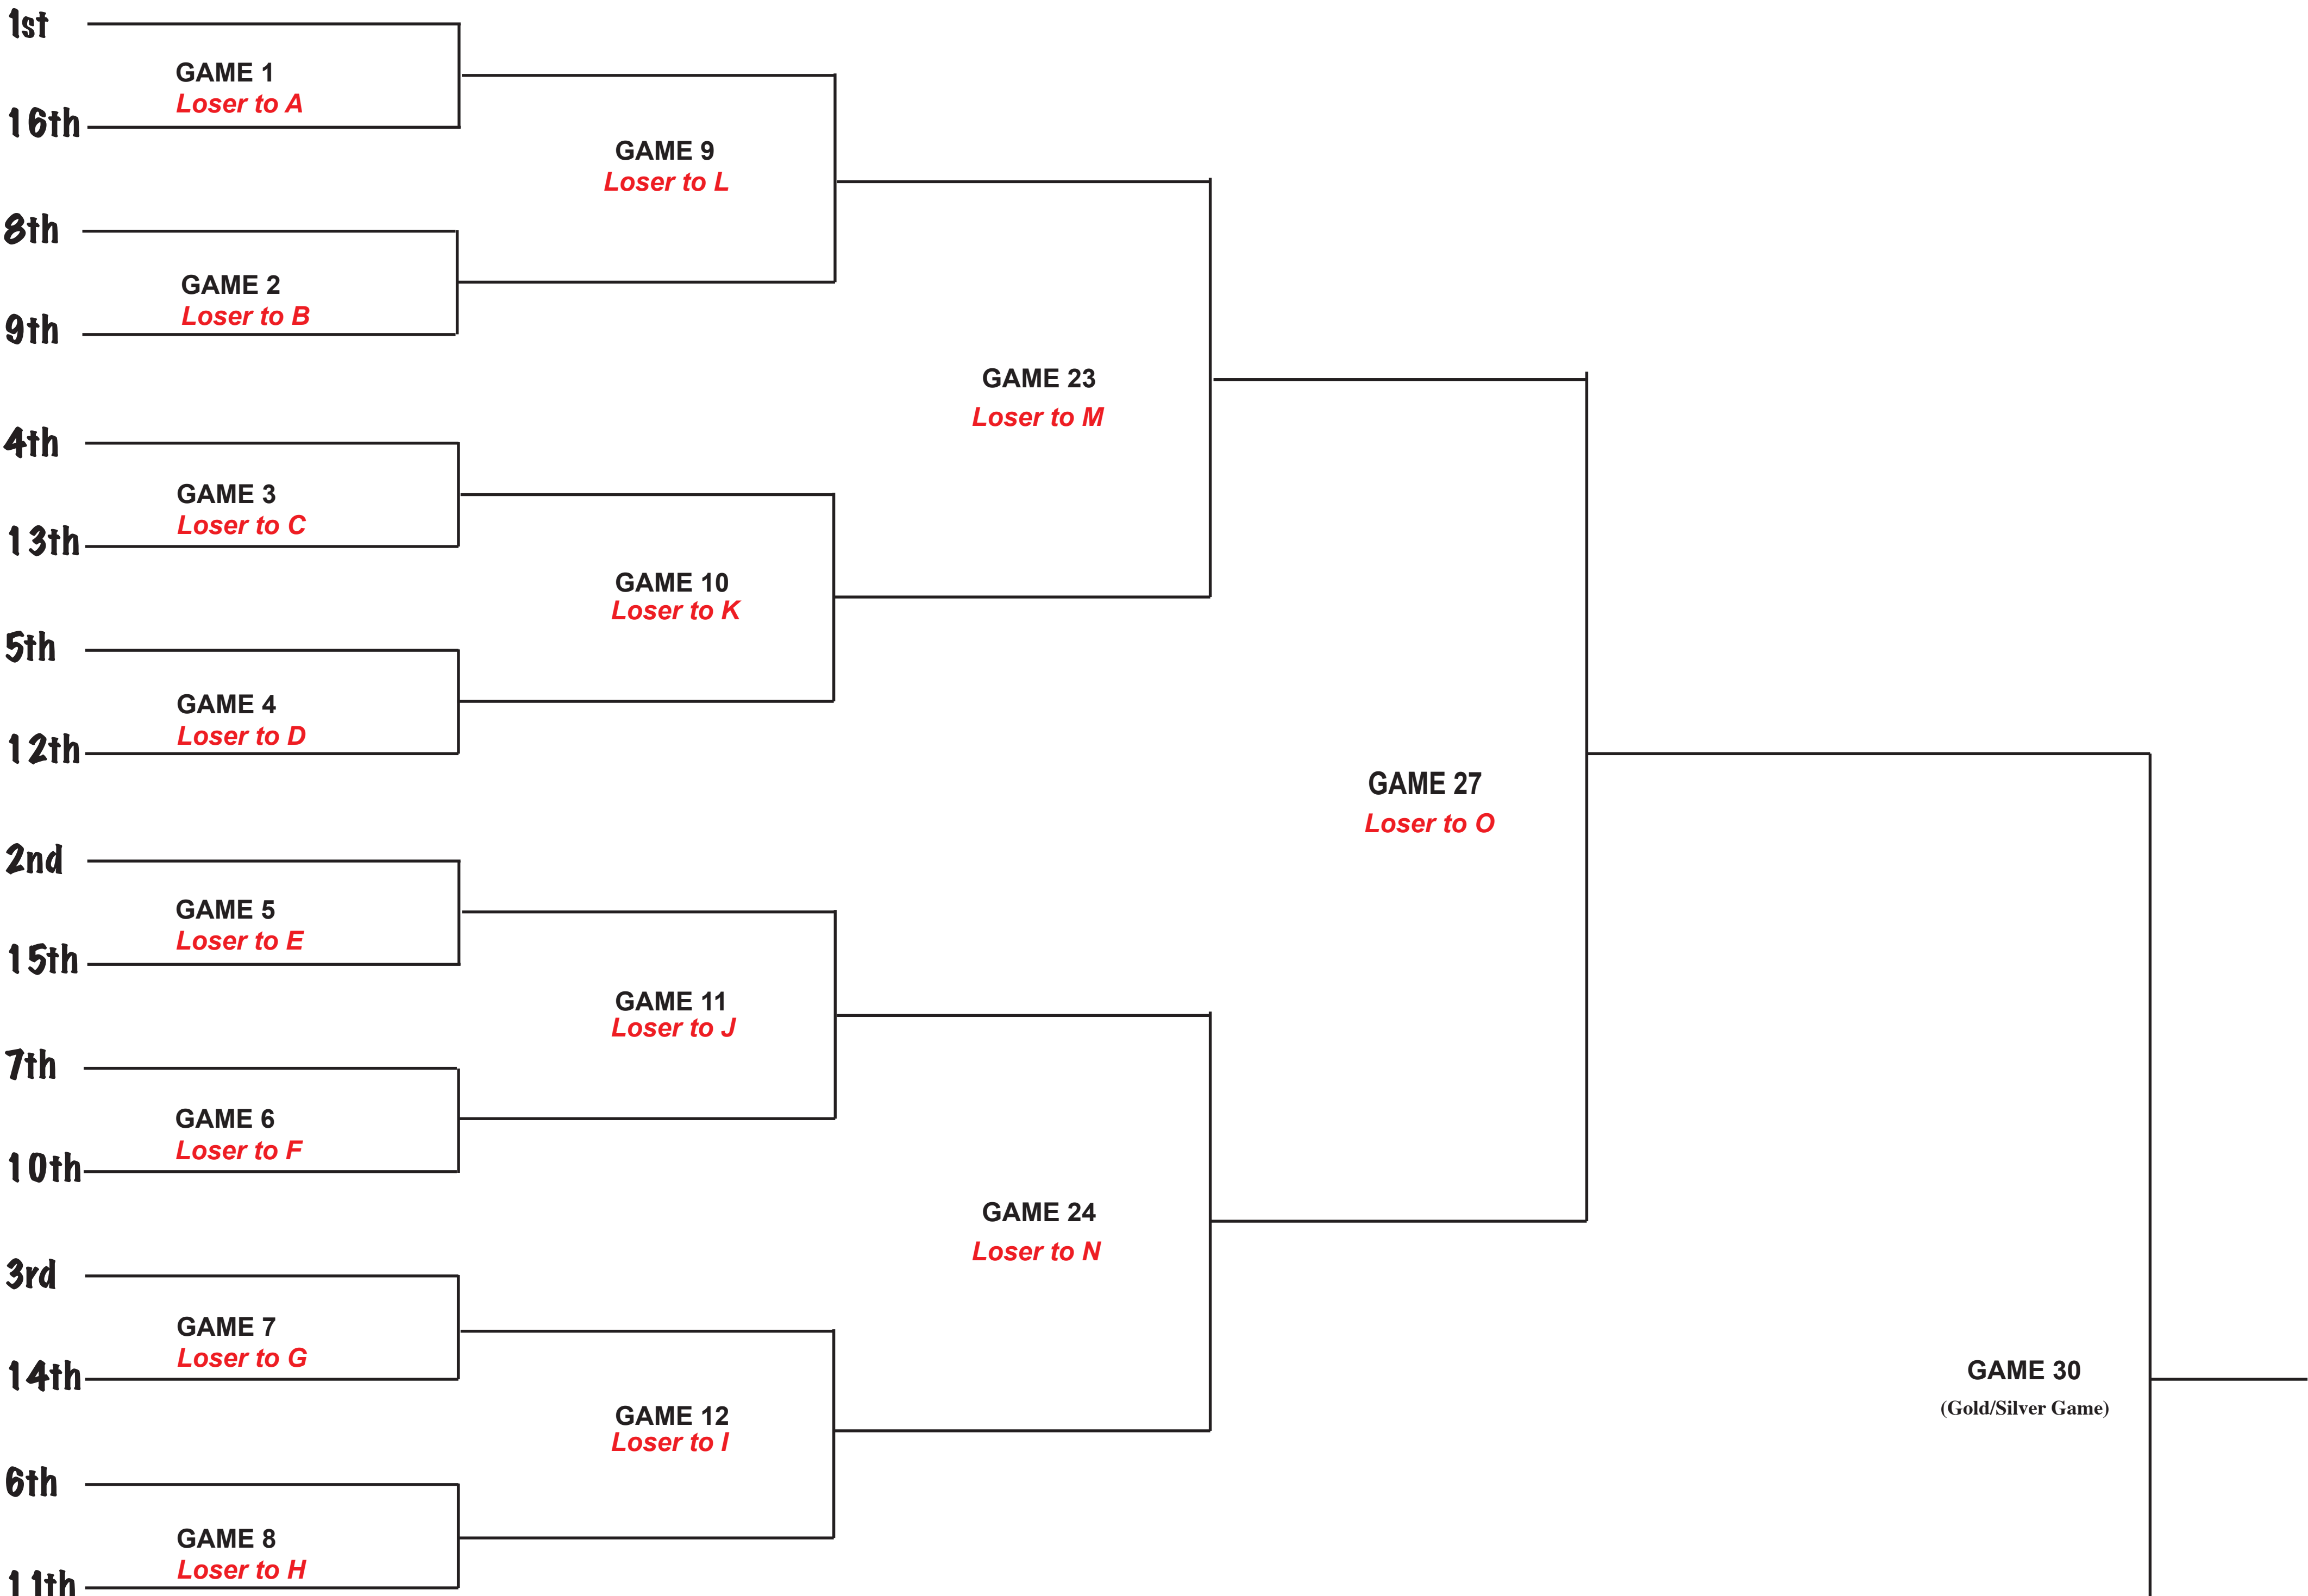 1st
GAME 1
Loser to A
16th
GAME 9
Loser to L
8th
GAME 2
Loser to B
9th
GAME 23
Loser to M
4th
GAME 3
Loser to C
13th
GAME 10
Loser to K
5th
GAME 4
Loser to D
12th
GAME 27
Loser to O
2nd
GAME 5
Loser to E
15th
GAME 11
Loser to J
7th
GAME 6
Loser to F
10th
GAME 24
Loser to N
3rd
GAME 7
Loser to G
14th
GAME 30
(Gold/Silver Game)
GAME 12
Loser to I
6th
GAME 8
Loser to H
11th